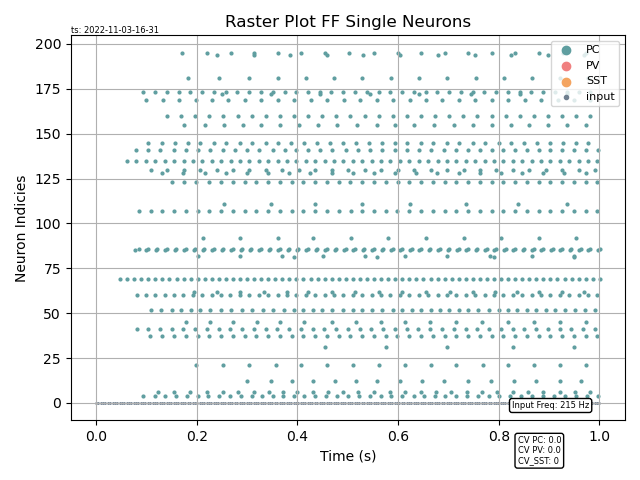 Raster Plot FF Single Neurons
ts: 2022-11-03-16-31
200
175
150
125
100
75
50
25
0
Neuron Indicies
PC
PV
SST
input
Input Freq: 215 Hz
0.0 0.2 0.4 0.6 0.8 1.0
Time (s)
CV PC: 0.0
CV PV: 0.0
CV_SST: 0